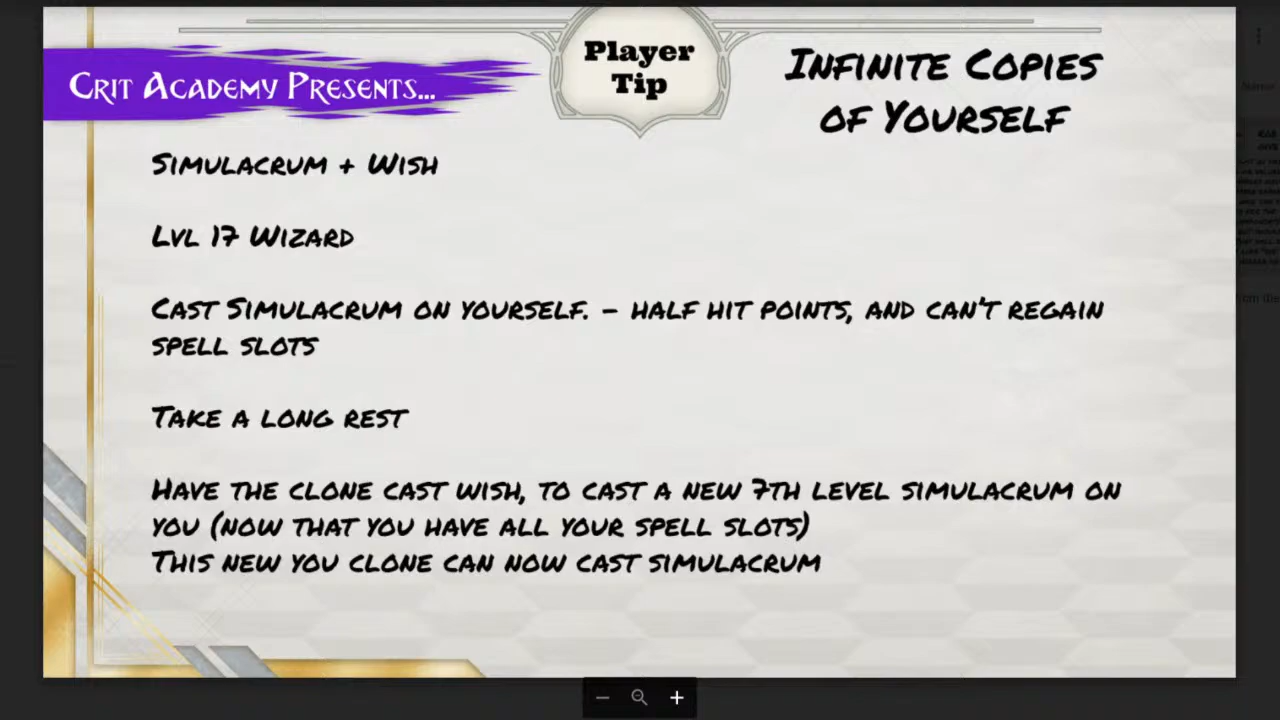 Crit Academy Presents...
Player
Tip
Infinite Copies
of Yourself
Simulacrum + Wish
Lvl 17 Wizard
Cast Simulacrum on yourself. – half hit points, and can't regain
spell slots
Take a long rest
Have the clone cast wish, to cast a new 7th level simulacrum on
you (now that you have all your spell slots)
This new you clone can now cast simulacrum